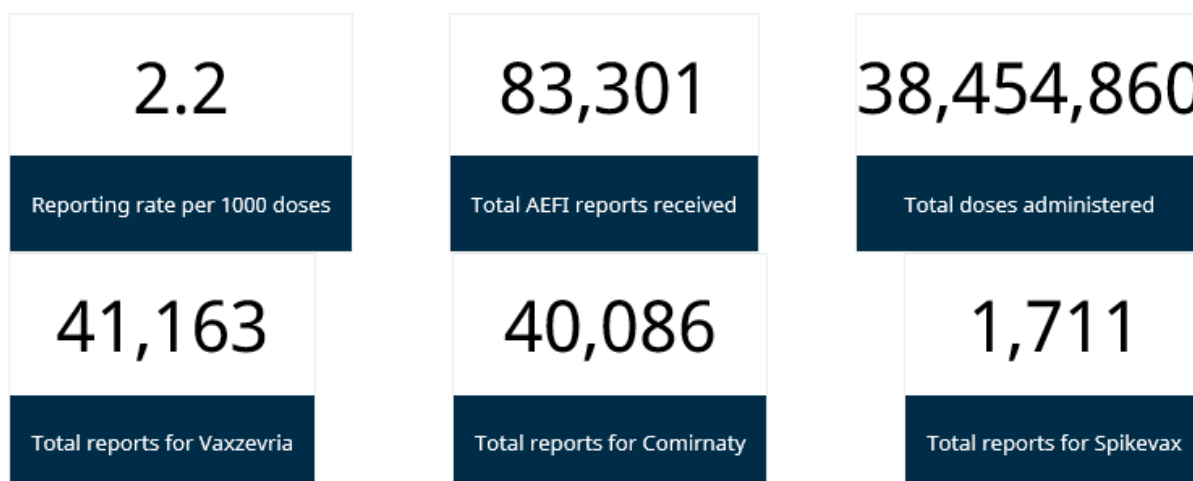 2.2
83,301
38,454,860
Reporting rate per 1000 doses
Total AEFI reports received
Total doses administered
41,163
40,086
1,711
Total reports for Vaxzevria
Total reports for Comirnaty
Total reports for Spikevax